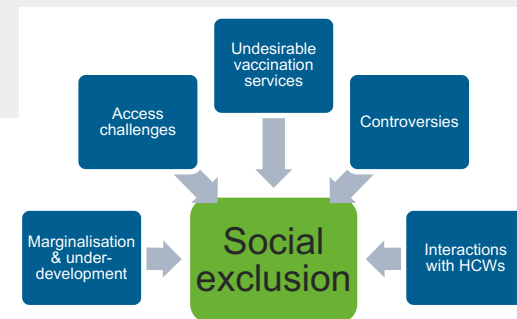 Undesirable
vaccination
services
Access
challenges
Controversies
Marginalisation
& under-
development
Social
exclusion
Interactions
with HCWs